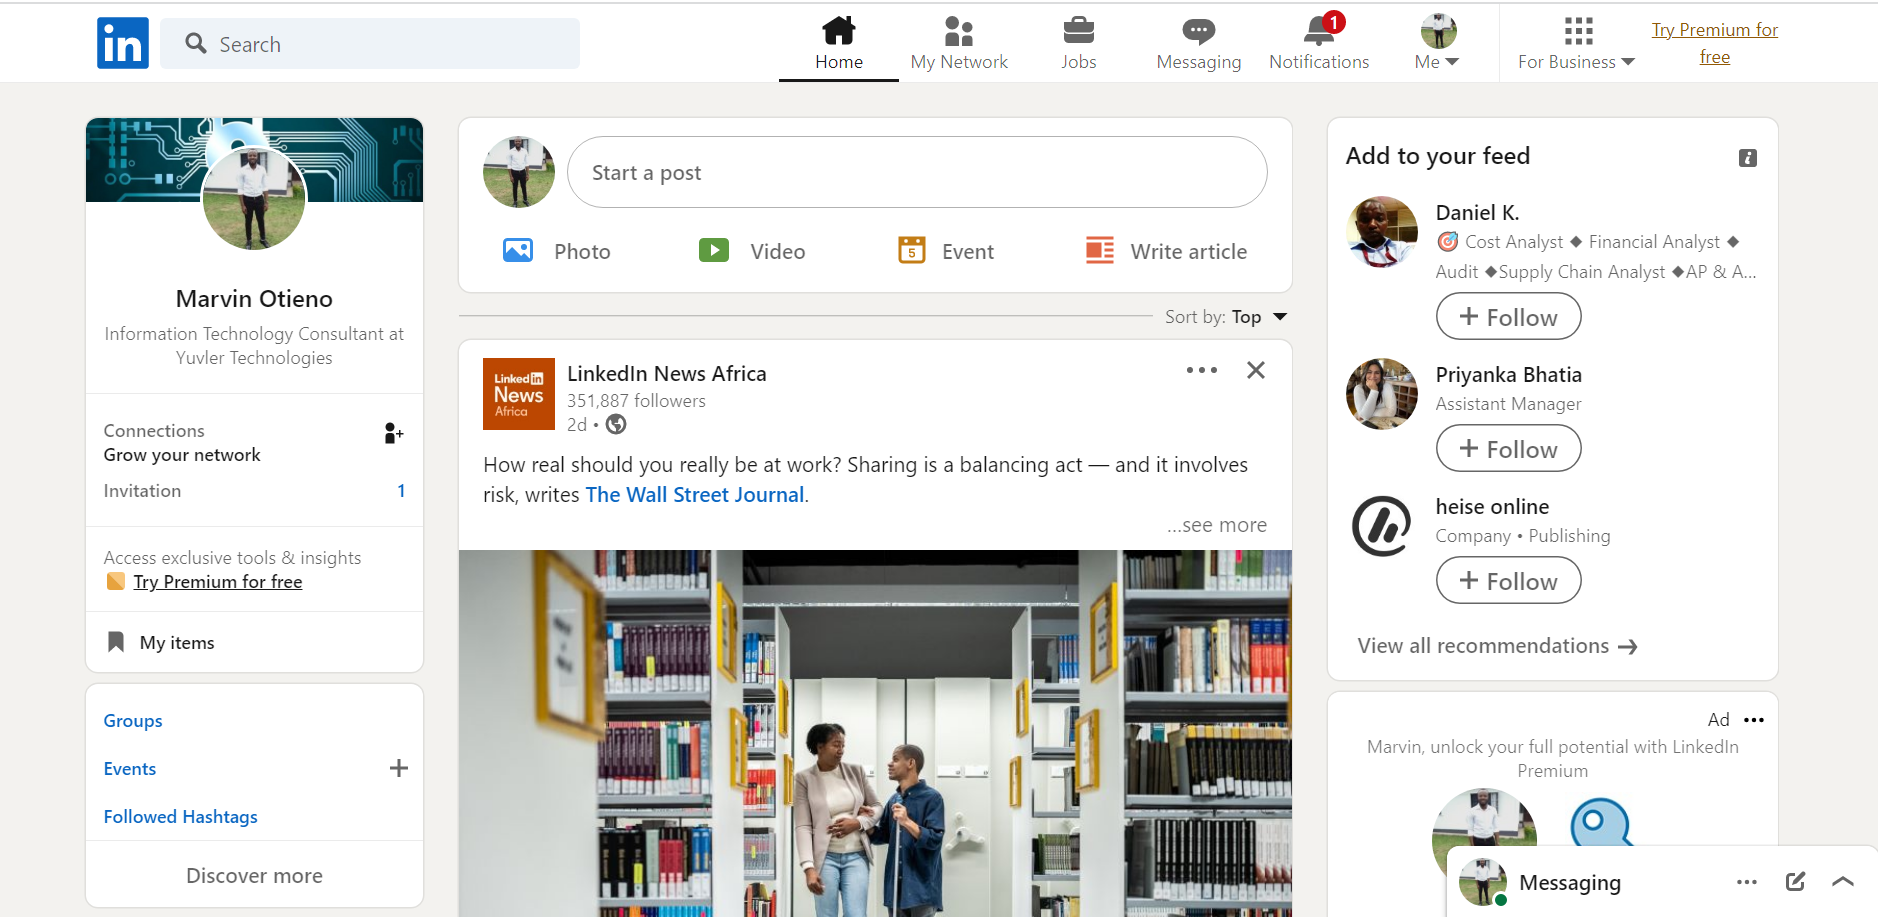 in
Search
Home
My Network
Jobs
Messaging
1
Notifications
Me
For Business
Try Premium for
free
Marvin Otieno
Information Technology Consultant at
Yuvler Technologies
Connections
Grow your network
Invitation 1
Access exclusive tools & insights
Try Premium for free
My items
Groups
Events
Followed Hashtags
Discover more
Start a post
Photo
Video
5
Event
Write article
Sort by: Top
Linked in
News
Africa
LinkedIn News Africa
351,887 followers
2d •
How real should you really be at work? Sharing is a balancing act — and it involves
risk, writes The Wall Street Journal.
...see more
Add to your feed
Daniel K.
🎯 Cost Analyst ◆ Financial Analyst ◆
Audit ◆Supply Chain Analyst ◆AP & A...
+ Follow
Priyanka Bhatia
Assistant Manager
+ Follow
heise online
Company • Publishing
+ Follow
View all recommendations →
Ad
Marvin, unlock your full potential with LinkedIn
Premium
Messaging